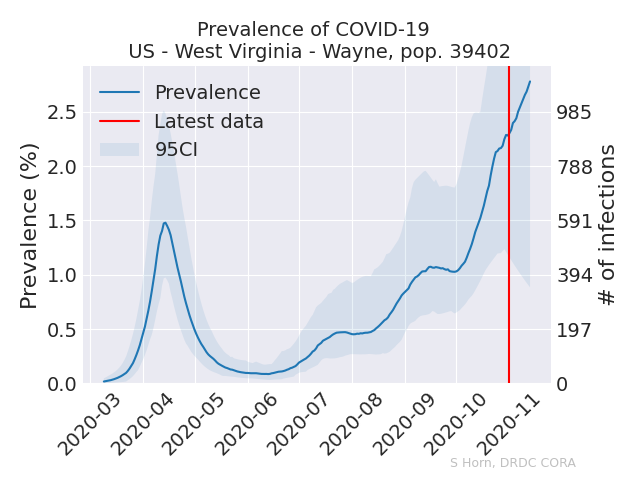 Prevalence of COVID-19
US - West Virginia - Wayne, pop. 39402
Prevalence
Latest data
95CI
Prevalence (%)
2.5
2.0
1.5
1.0
0.5
0.0
985
788
591
394
197
0
# of infections
2020-03
2020-04
2020-05
2020-06
2020-07
2020-08
2020-09
2020-10
2020-11
S Horn, DRDC CORA